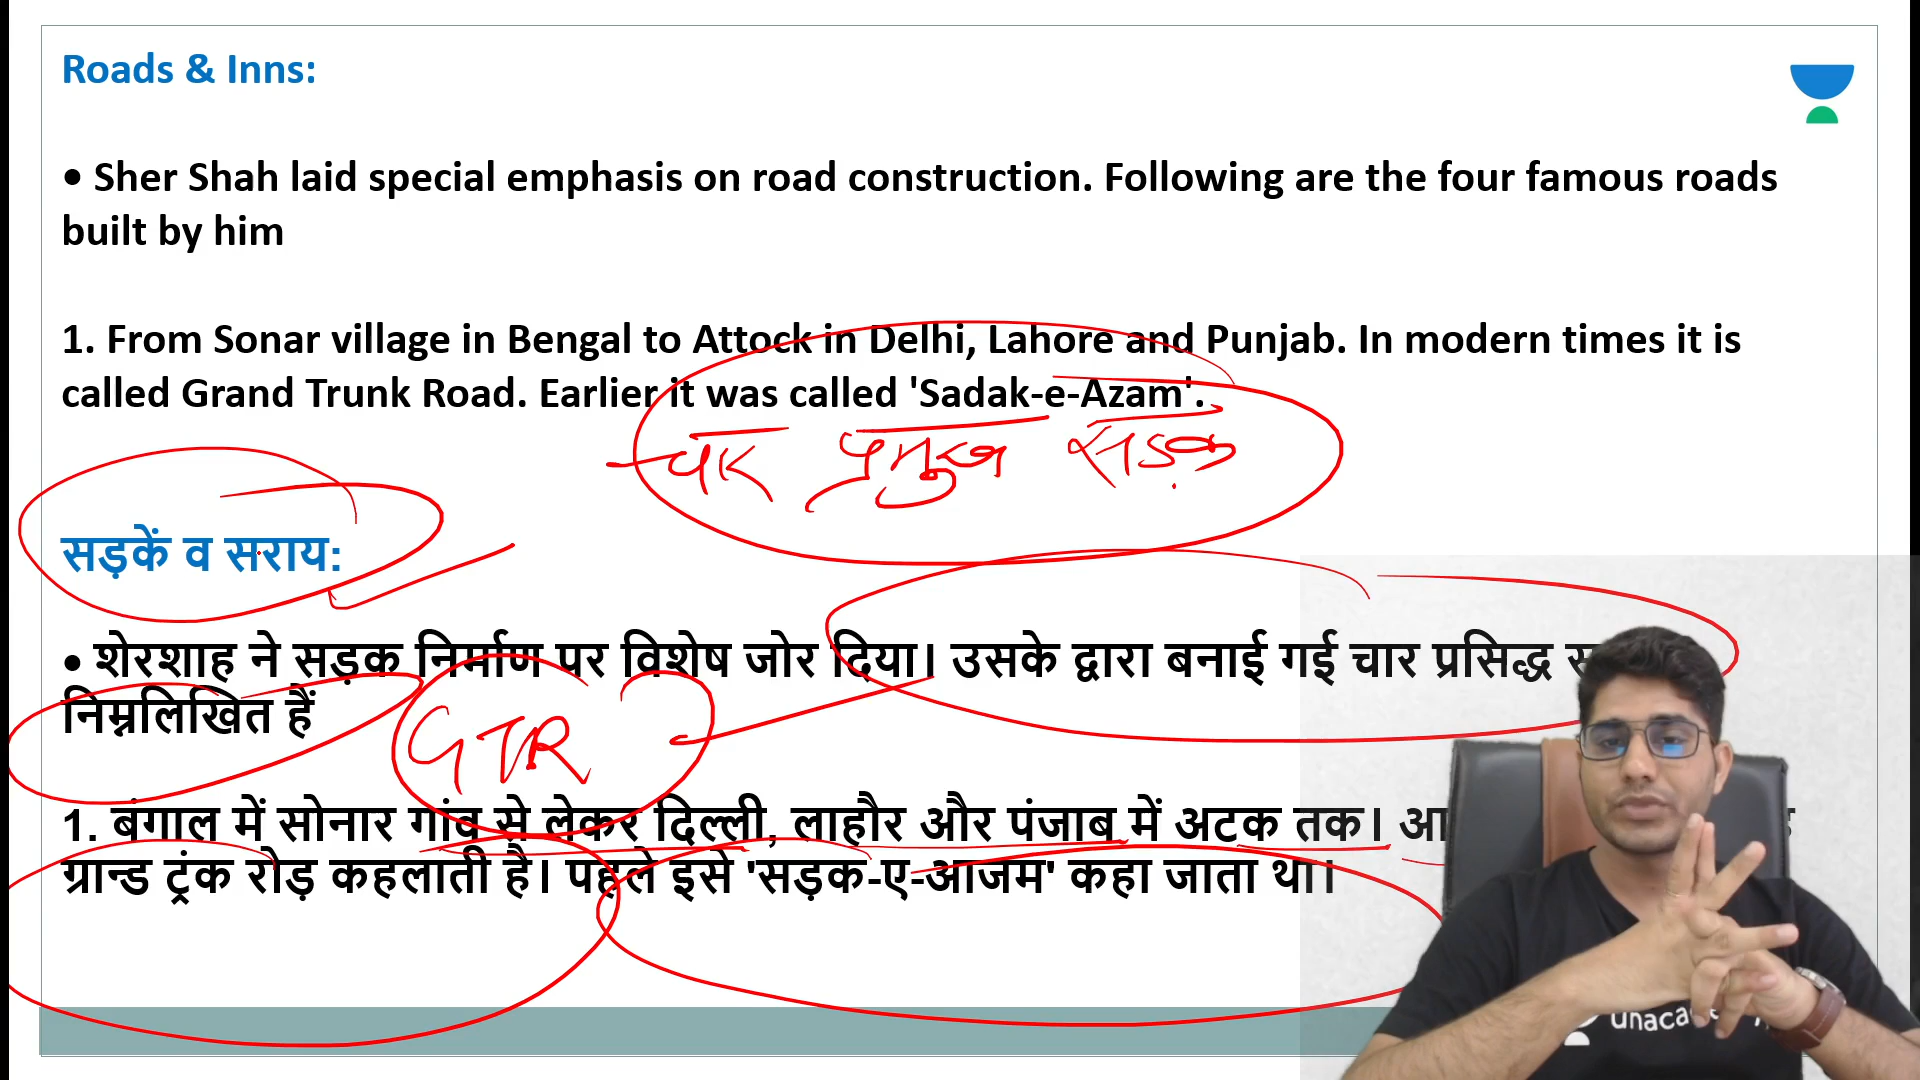 Roads & Inns:
• Sher Shah laid special emphasis on road construction. Following are the four famous roads
built by him
1. From Sonar village in Bengal to Attock in Delhi, Lahore and Punjab. In modern times it is
called Grand Trunk Road. Earlier it was called 'Sadak-e-Azam'.
प्रमुख सड़क
सड़कें व सराय:
• शेरशाह ने सड़क निर्माण पर विशेष जोर दिया। उसके द्वारा बनाई गई चार प्रसिद्ध
निम्नलिखित हैं
GTR
1. बंगाल में सोनार गांव से लेकर दिल्ली, लाहौर और पंजाब में अटक तक।
ग्रान्ड ट्रंक रोड़ कहलाती है। पहले इसे 'सड़क-ए-आजम' कहा जाता था।